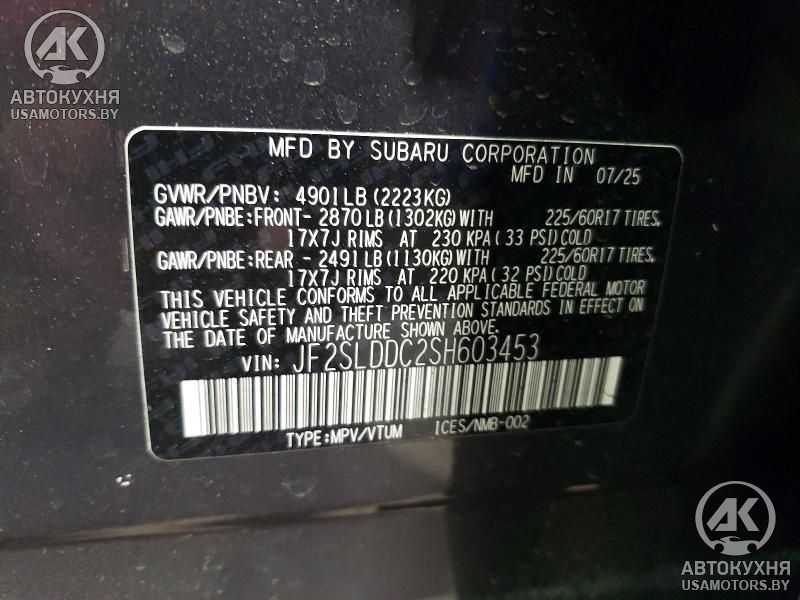 АК
АВТОКУХНЯ
USAMOTORS.BY
MFD BY SUBARU CORPORATION
MFD IN 07/25
GVWR/PNBV: 4901LB (2223KG)
GAWR/PNBE:FRONT- 2870LB(1302KG)WITH 225/60R17 TIRES,
17X7J RIMS AT 230 KPA(33 PSI)COLD
GAWR/PNBE:REAR - 2491LB(1130KG)WITH 225/60R17 TIRES,
17X7J RIMS AT 220 KPA(32 PSI)COLD
THIS VEHICLE CONFORMS TO ALL APPLICABLE FEDERAL MOTOR
VEHICLE SAFETY AND THEFT PREVENTION STANDARDS IN EFFECT ON
THE DATE OF MANUFACTURE SHOWN ABOVE.
VIN: JF2SLDDC2SH603453
TYPE:MPV/VTUM ICES/NMB-002
АК
АВТОКУХНЯ
USAMOTORS.BY